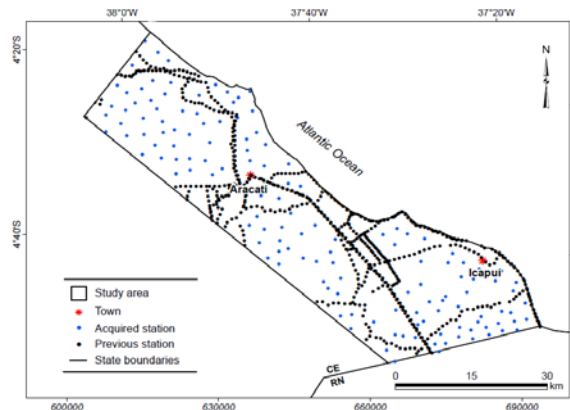 38°0'W 37°40'W 37°20'W
4°20'S
N
Atlantic Ocean
Aracati
4°40'S
Icapuí
Study area
Town
Acquired station
Previous station
State boundaries
CE
RN
0 15 30
km
600000 630000 660000 690000